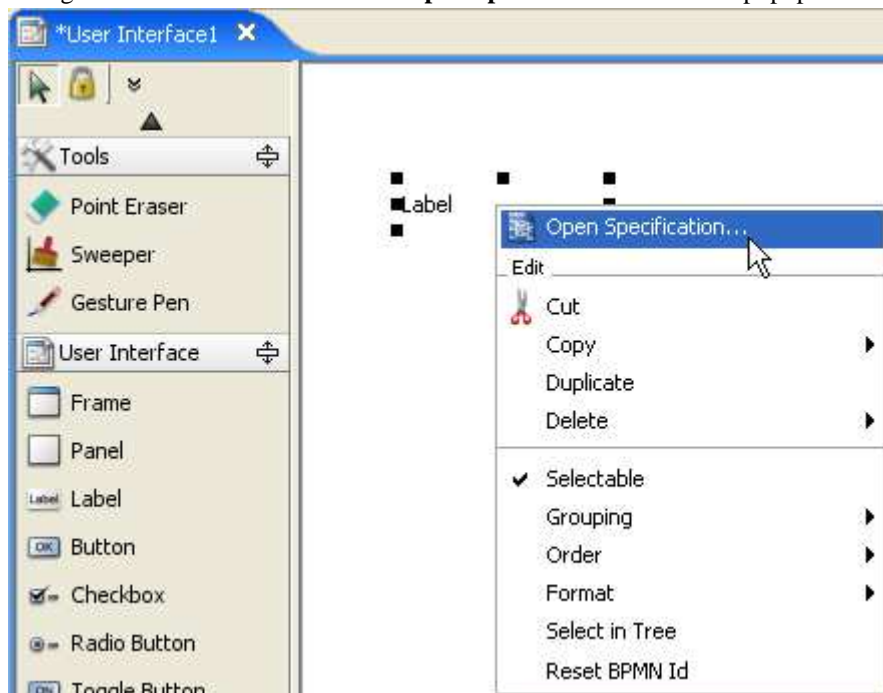 *User Interface1
Tools
Point Eraser
Sweeper
Gesture Pen
User Interface
Frame
Panel
Label
Label
OK
Button
Checkbox
Radio Button
Toggle Button
Label
Open Specification...
Edit
Cut
Copy
Duplicate
Delete
Selectable
Grouping
Order
Format
Select in Tree
Reset BPMN Id